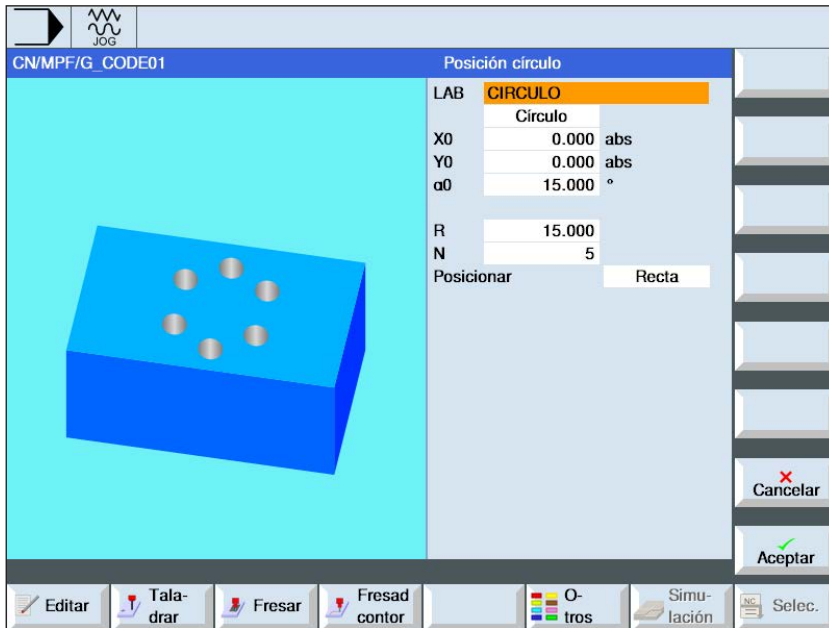 JOG
CN/MPF/G_CODE01
Posición círculo
LAB CIRCULO
Círculo
X0 0.000 abs
Y0 0.000 abs
α0 15.000 °
R 15.000
N 5
Posicionar Recta
Cancelar
Aceptar
Editar
Tala-
drar
Fresar
Fresad
contor
O-
tros
Simu-
lación
NC
Selec.